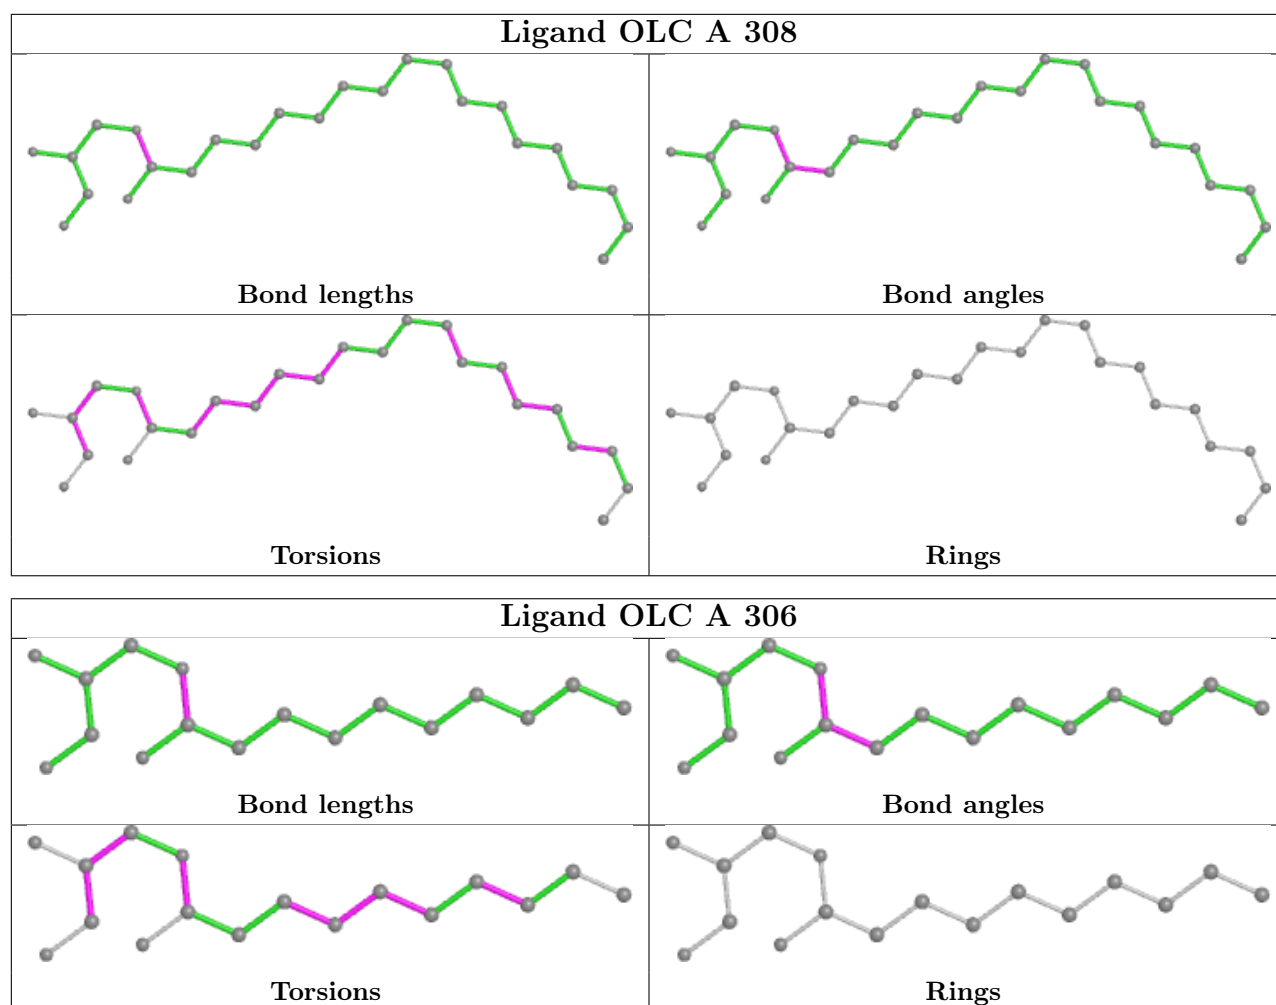 Ligand OLC A 308
Bond lengths
Bond angles
Torsions
Rings
Ligand OLC A 306
Bond lengths
Bond angles
Torsions
Rings